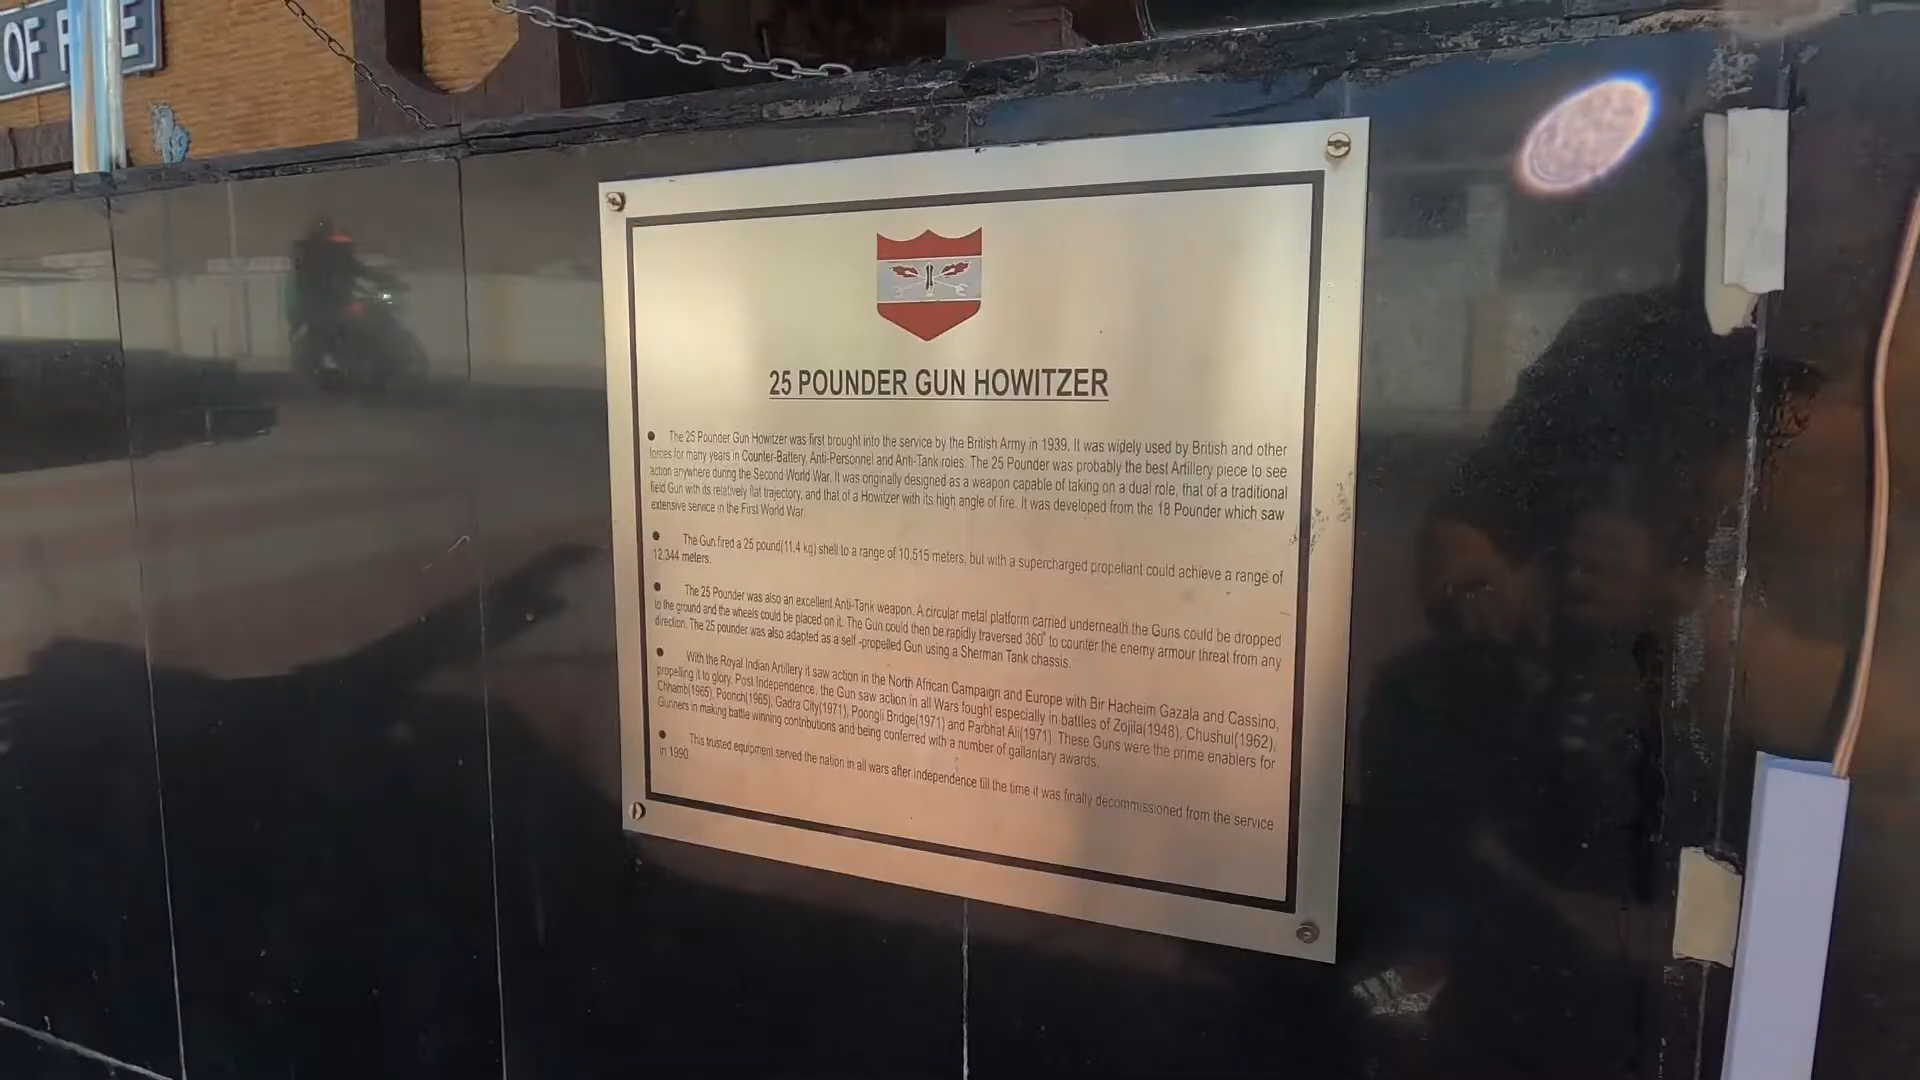 OF F E
25 POUNDER GUN HOWITZER
● The 25 Pounder Gun Howitzer was first brought into the service by the British Army in 1939. It was widely used by British and other
forces for many years in Counter-Battery, Anti-Personnel and Anti-Tank roles. The 25 Pounder was probably the best Artillery piece to see
action anywhere during the Second World War. It was originally designed as a weapon capable of taking on a dual role, that of a traditional
field Gun with its relatively flat trajectory, and that of a Howitzer with its high angle of fire. It was developed from the 18 Pounder which saw
extensive service in the First World War.
● The Gun fired a 25 pound(11.4 kg) shell to a range of 10,515 meters, but with a supercharged propellant could achieve a range of
12,344 meters.
● The 25 Pounder was also an excellent Anti-Tank weapon. A circular metal platform carried underneath the Guns could be dropped
to the ground and the wheels could be placed on it. The Gun could then be rapidly traversed 360° to counter the enemy armour threat from any
direction. The 25 pounder was also adapted as a self -propelled Gun using a Sherman Tank chassis.
● With the Royal Indian Artillery it saw action in the North African Campaign and Europe with Bir Hacheim Gazala and Cassino,
propelling it to glory. Post Independence, the Gun saw action in all Wars fought especially in battles of Zojila(1948), Chushul(1962),
Chhamb(1965), Poonch(1965), Gadra City(1971), Poongli Bridge(1971) and Parbhat Ali(1971). These Guns were the prime enablers for
Gunners in making battle winning contributions and being conferred with a number of gallantary awards.
● This trusted equipment served the nation in all wars after independence till the time it was finally decommissioned from the service
in 1990